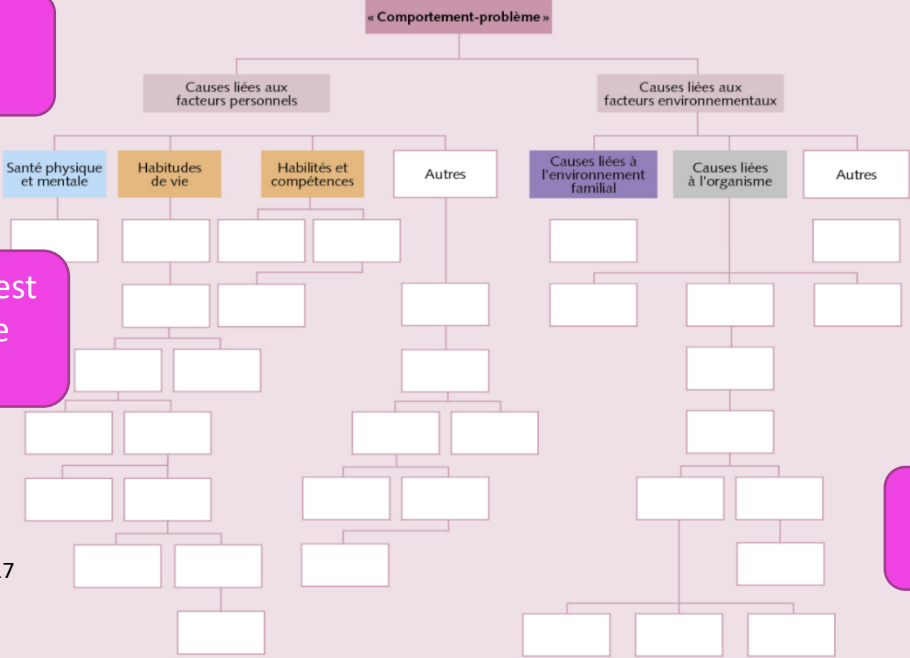 « Comportement-problème »
Causes liées aux
facteurs personnels
Causes liées aux
facteurs environnementaux
Santé physique
et mentale
Habitudes
de vie
Habilités et
compétences
Autres
Causes liées à
l'environnement
familial
Causes liées
à l'organisme
Autres
est
e
17